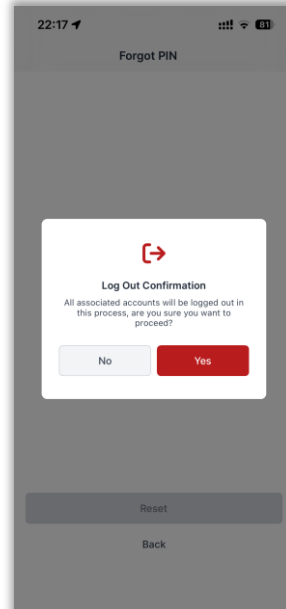 22:17
81
Forgot PIN
Log Out Confirmation
All associated accounts will be logged out in
this process, are you sure you want to
proceed?
No
Yes
Reset
Back